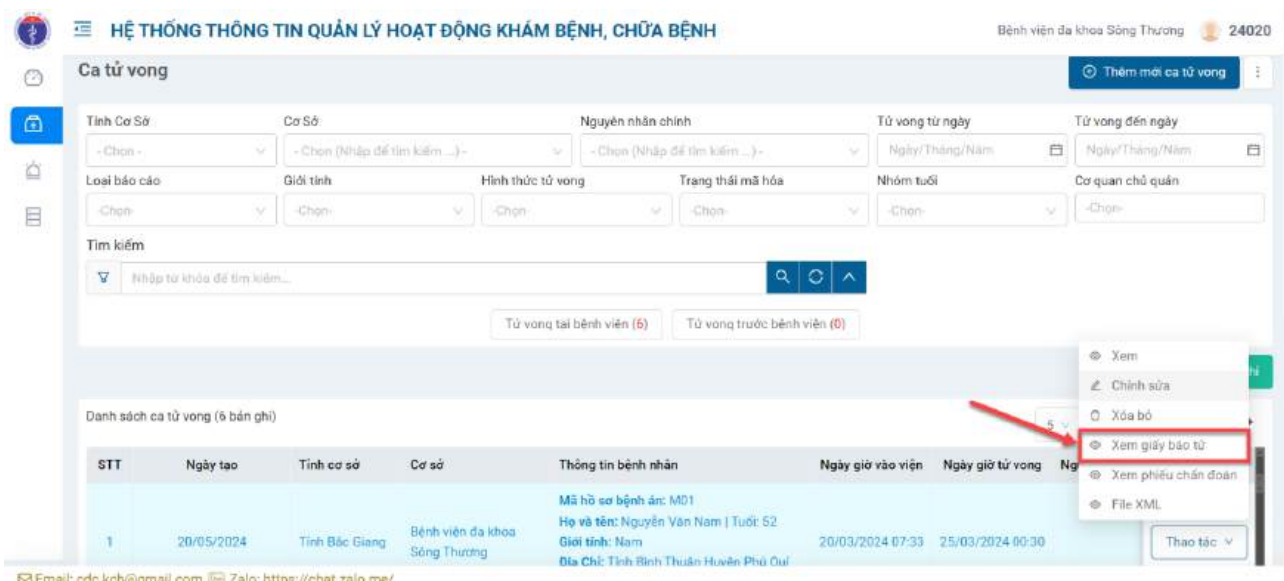 HỆ THỐNG THÔNG TIN QUẢN LÝ HOẠT ĐỘNG KHÁM BỆNH, CHỮA BỆNH
Bệnh viện đa khoa Sông Thương 24020
Ca tử vong
Thêm mới ca tử vong
Tỉnh Cơ Sở Cơ Sở Nguyên nhân chính Tử vong từ ngày Tử vong đến ngày
- Chọn - - Chọn (Nhập để tìm kiếm ...) - - Chọn (Nhập để tìm kiếm ...) - Ngày/Tháng/Năm Ngày/Tháng/Năm
Loại báo cáo Giới tính Hình thức tử vong Trạng thái mã hóa Nhóm tuổi Cơ quan chủ quản
-Chọn- -Chọn- -Chọn- -Chọn- -Chọn- -Chọn-
Tìm kiếm
Nhập từ khóa để tìm kiếm...
Tử vong tại bệnh viện (6) Tử vong trước bệnh viện (0)
Xem
Chỉnh sửa
Danh sách ca tử vong (6 bản ghi) 5 Xóa bỏ
Xem giấy báo tử
STT Ngày tạo Tỉnh cơ sở Cơ sở Thông tin bệnh nhân Ngày giờ vào viện Ngày giờ tử vong
Xem phiếu chẩn đoán
File XML
Mã hồ sơ bệnh án: M01
Họ và tên: Nguyễn Văn Nam | Tuổi: 52
1 20/05/2024 Tỉnh Bắc Giang Bệnh viện đa khoa Sông Thương Giới tính: Nam 20/03/2024 07:33 25/03/2024 00:30 Thao tác
Địa Chỉ: Tỉnh Bình Thuận Huyện Phú Quí
Email: cdc.kcb@gmail.com Zalo: https://chat.zalo.me/